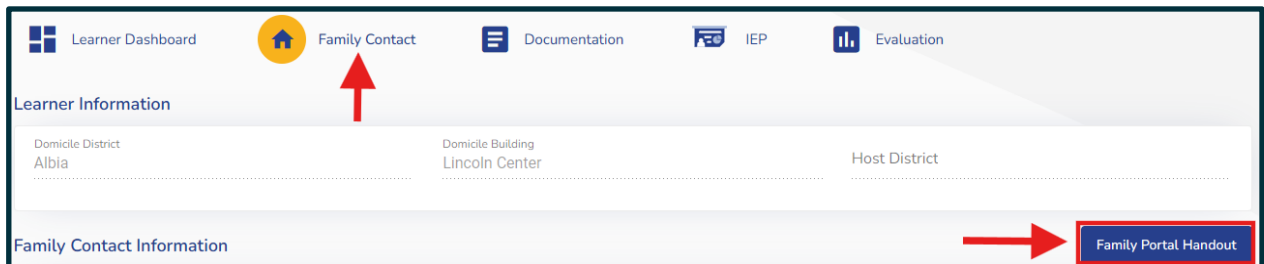 Learner Dashboard Family Contact Documentation IEP Evaluation
Learner Information
Domicile District Domicile Building
Albia Lincoln Center Host District
Family Contact Information Family Portal Handout